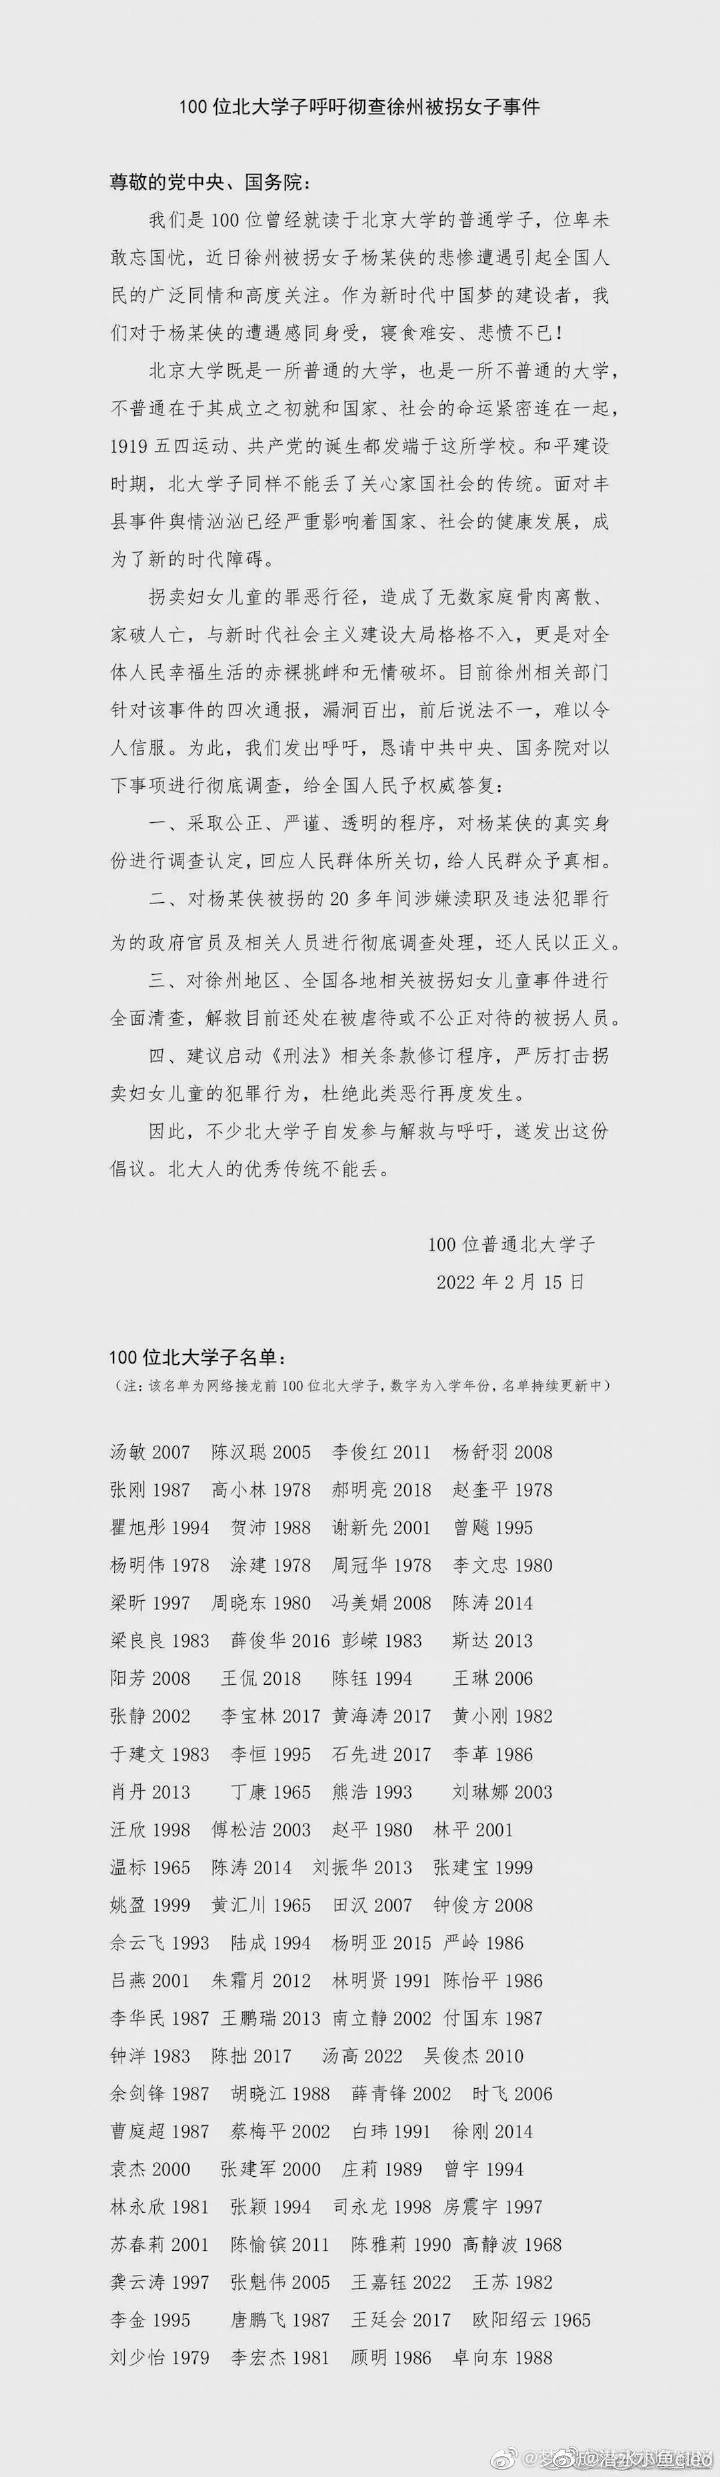 100 位北大学子呼吁彻查徐州被拐女子事件
尊敬的党中央、国务院：
我们是 100 位曾经就读于北京大学的普通学子，位卑未
敢忘国忧，近日徐州被拐女子杨某侠的悲惨遭遇引起全国人
民的广泛同情和高度关注。作为新时代中国梦的建设者，我
们对于杨某侠的遭遇感同身受，寝食难安、悲愤不已！
北京大学既是一所普通的大学，也是一所不普通的大学，
不普通在于其成立之初就和国家、社会的命运紧密连在一起，
1919 五四运动、共产党的诞生都发端于这所学校。和平建设
时期，北大学子同样不能丢了关心家国社会的传统。面对丰
县事件舆情汹汹已经严重影响着国家、社会的健康发展，成
为了新的时代障碍。
拐卖妇女儿童的罪恶行径，造成了无数家庭骨肉离散、
家破人亡，与新时代社会主义建设大局格格不入，更是对全
体人民幸福生活的赤裸挑衅和无情破坏。目前徐州相关部门
针对该事件的四次通报，漏洞百出，前后说法不一，难以令
人信服。为此，我们发出呼吁，恳请中共中央、国务院对以
下事项进行彻底调查，给全国人民予权威答复：
一、采取公正、严谨、透明的程序，对杨某侠的真实身
份进行调查认定，回应人民群体所关切，给人民群众予真相。
二、对杨某侠被拐的 20 多年间涉嫌渎职及违法犯罪行
为的政府官员及相关人员进行彻底调查处理，还人民以正义。
三、对徐州地区、全国各地相关被拐妇女儿童事件进行
全面清查，解救目前还处在被虐待或不公正对待的被拐人员。
四、建议启动《刑法》相关条款修订程序，严厉打击拐
卖妇女儿童的犯罪行为，杜绝此类恶行再度发生。
因此，不少北大学子自发参与解救与呼吁，遂发出这份
倡议。北大人的优秀传统不能丢。
100 位普通北大学子
2022 年 2 月 15 日
100 位北大学子名单：
（注：该名单为网络接龙前 100 位北大学子，数字为入学年份，名单持续更新中）
汤敏 2007 陈汉聪 2005 李俊红 2011 杨舒羽 2008
张刚 1987 高小林 1978 郝明亮 2018 赵奎平 1978
瞿旭彤 1994 贺沛 1988 谢新先 2001 曾飚 1995
杨明伟 1978 涂建 1978 周冠华 1978 李文忠 1980
梁昕 1997 周晓东 1980 冯美娟 2008 陈涛 2014
梁良良 1983 薛俊华 2016 彭嵘 1983 斯达 2013
阳芳 2008 王侃 2018 陈钰 1994 王琳 2006
张静 2002 李宝林 2017 黄海涛 2017 黄小刚 1982
于建文 1983 李恒 1995 石先进 2017 李革 1986
肖丹 2013 丁康 1965 熊浩 1993 刘琳娜 2003
汪欣 1998 傅松洁 2003 赵平 1980 林平 2001
温标 1965 陈涛 2014 刘振华 2013 张建宝 1999
姚盈 1999 黄汇川 1965 田汉 2007 钟俊方 2008
佘云飞 1993 陆成 1994 杨明亚 2015 严岭 1986
吕燕 2001 朱霜月 2012 林明贤 1991 陈怡平 1986
李华民 1987 王鹏瑞 2013 南立静 2002 付国东 1987
钟洋 1983 陈拙 2017 汤高 2022 吴俊杰 2010
余剑锋 1987 胡晓江 1988 薛青锋 2002 时飞 2006
曹庭超 1987 蔡梅平 2002 白玮 1991 徐刚 2014
袁杰 2000 张建军 2000 庄莉 1989 曾宇 1994
林永欣 1981 张颖 1994 司永龙 1998 房震宇 1997
苏春莉 2001 陈愉镔 2011 陈雅莉 1990 高静波 1968
龚云涛 1997 张魁伟 2005 王嘉钰 2022 王苏 1982
李金 1995 唐鹏飞 1987 王廷会 2017 欧阳绍云 1965
刘少怡 1979 李宏杰 1981 顾明 1986 卓向东 1988